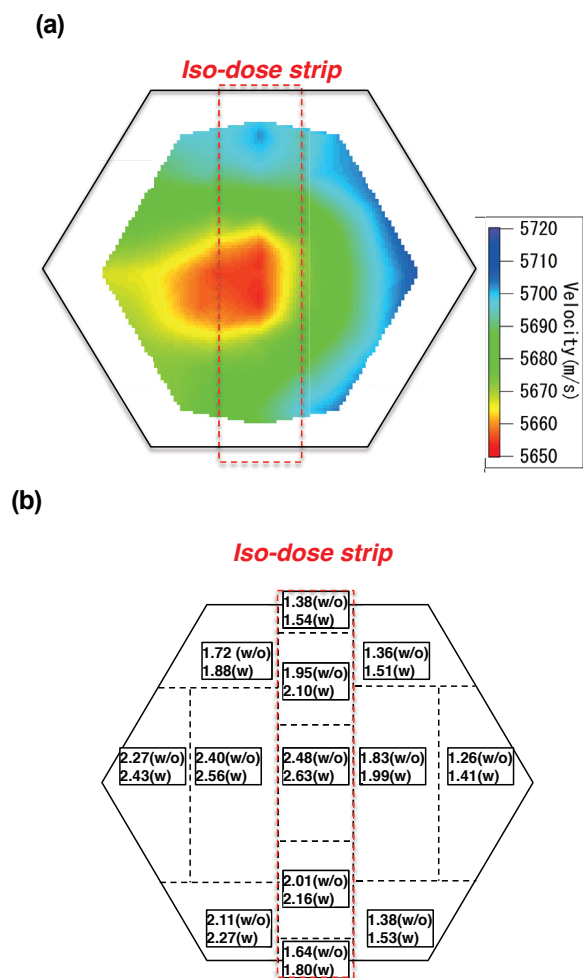 (a)
Iso-dose strip
5720
5710
5700
5690
5680
5670
5660
5650
Velocity(m/s)
(b)
Iso-dose strip
1.38(w/o)
1.54(w)
1.72 (w/o)
1.88(w)
1.95(w/o)
2.10(w)
1.36(w/o)
1.51(w)
2.27(w/o)
2.43(w)
2.40(w/o)
2.56(w)
2.48(w/o)
2.63(w)
1.83(w/o)
1.99(w)
1.26(w/o)
1.41(w)
2.01(w/o)
2.16(w)
2.11(w/o)
2.27(w)
1.38(w/o)
1.53(w)
1.64(w/o)
1.80(w)